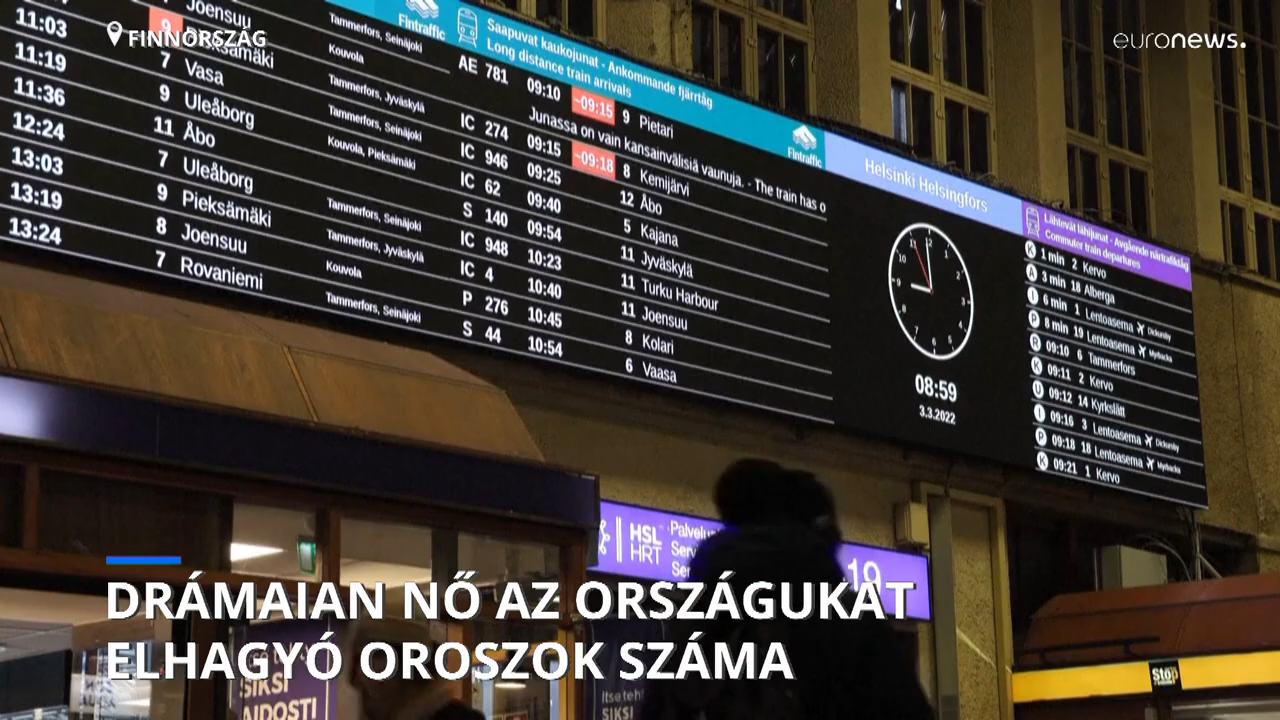 FINNORSZÁG
euronews.
Joensuu
11:03 9 Pieksämäki Kouvola
11:19 7 Vasa Tammerfors, Seinäjoki
11:36 9 Uleåborg Tammerfors, Jyväskylä
12:24 11 Åbo
13:03 7 Uleåborg Tammerfors, Seinäjoki
13:19 9 Pieksämäki Tammerfors, Jyväskylä
13:24 8 Joensuu Kouvola
7 Rovaniemi Tammerfors, Seinäjoki
Fintraffic
Saapuvat kaukojunat - Ankommande fjärrtåg
Long distance train arrivals
Fintraffic
AE 781 09:10 ~09:15 9 Pietari
Junassa on vain kansainvälisiä vaunuja. - The train has o
IC 274 09:15 ~09:18 8 Kemijärvi
IC 946 09:25 12 Åbo
IC 62 09:40 5 Kajana
S 140 09:54 11 Jyväskylä
IC 948 10:23 11 Turku Harbour
IC 4 10:40 11 Joensuu
P 276 10:45 8 Kolari
S 44 10:54 6 Vaasa
Helsinki Helsingfors
08:59
3.3.2022
Lähtevät lähijunat - Avgående närtrafiktåg
Commuter train departures
K 1 min 2 Kervo
A 3 min 18 Alberga
I 6 min 1 Lentoasema Dickursby
P 8 min 19 Lentoasema Myrbacka
R 09:10 6 Tammerfors
K 09:11 2 Kervo
U 09:12 14 Kyrkslätt
I 09:16 3 Lentoasema Dickursby
P 09:18 18 Lentoasema Myrbacka
K 09:21 1 Kervo
HSL
HRT
19
Stop
DRÁMAIAN NŐ AZ ORSZÁGUKAT
ELHAGYÓ OROSZOK SZÁMA
SIKSI
SIKSI